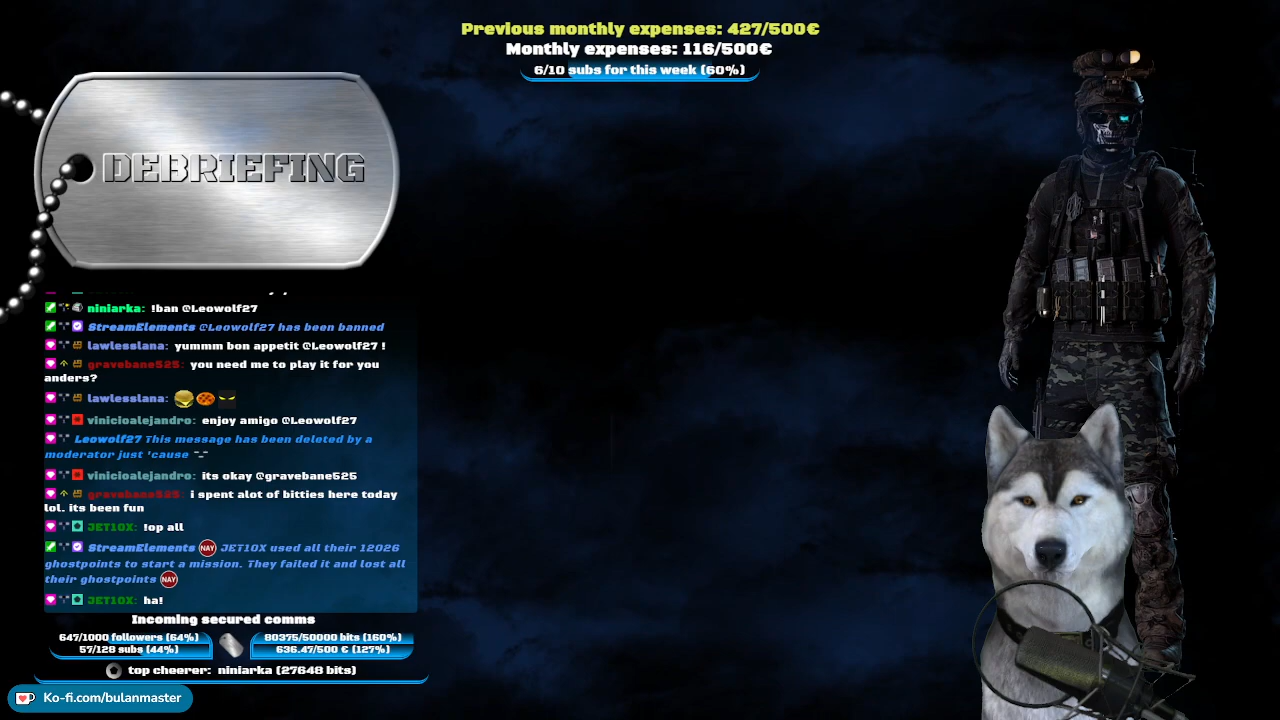 Previous monthly expenses: 427/500€
Monthly expenses: 116/500€
6/10 subs for this week (60%)
DEBRIEFING
niniarka: !ban @Leowolf27
StreamElements @Leowolf27 has been banned
lawlesslana: yummm bon appetit @Leowolf27 !
gravebane525: you need me to play it for you
anders?
lawlesslana:
vinicioalejandro: enjoy amigo @Leowolf27
Leowolf27 This message has been deleted by a
moderator just 'cause ˜-˜
vinicioalejandro: its okay @gravebane525
gravebane525: i spent alot of bitties here today
lol. its been fun
JET10X: !op all
StreamElements NAY JET10X used all their 12026
ghostpoints to start a mission. They failed it and lost all
their ghostpoints NAY
JET10X: ha!
Incoming secured comms
647/1000 followers (64%)
80375/50000 bits (160%)
57/128 subs (44%)
636.47/500 € (127%)
top cheerer: niniarka (27648 bits)
Ko-fi.com/bulanmaster